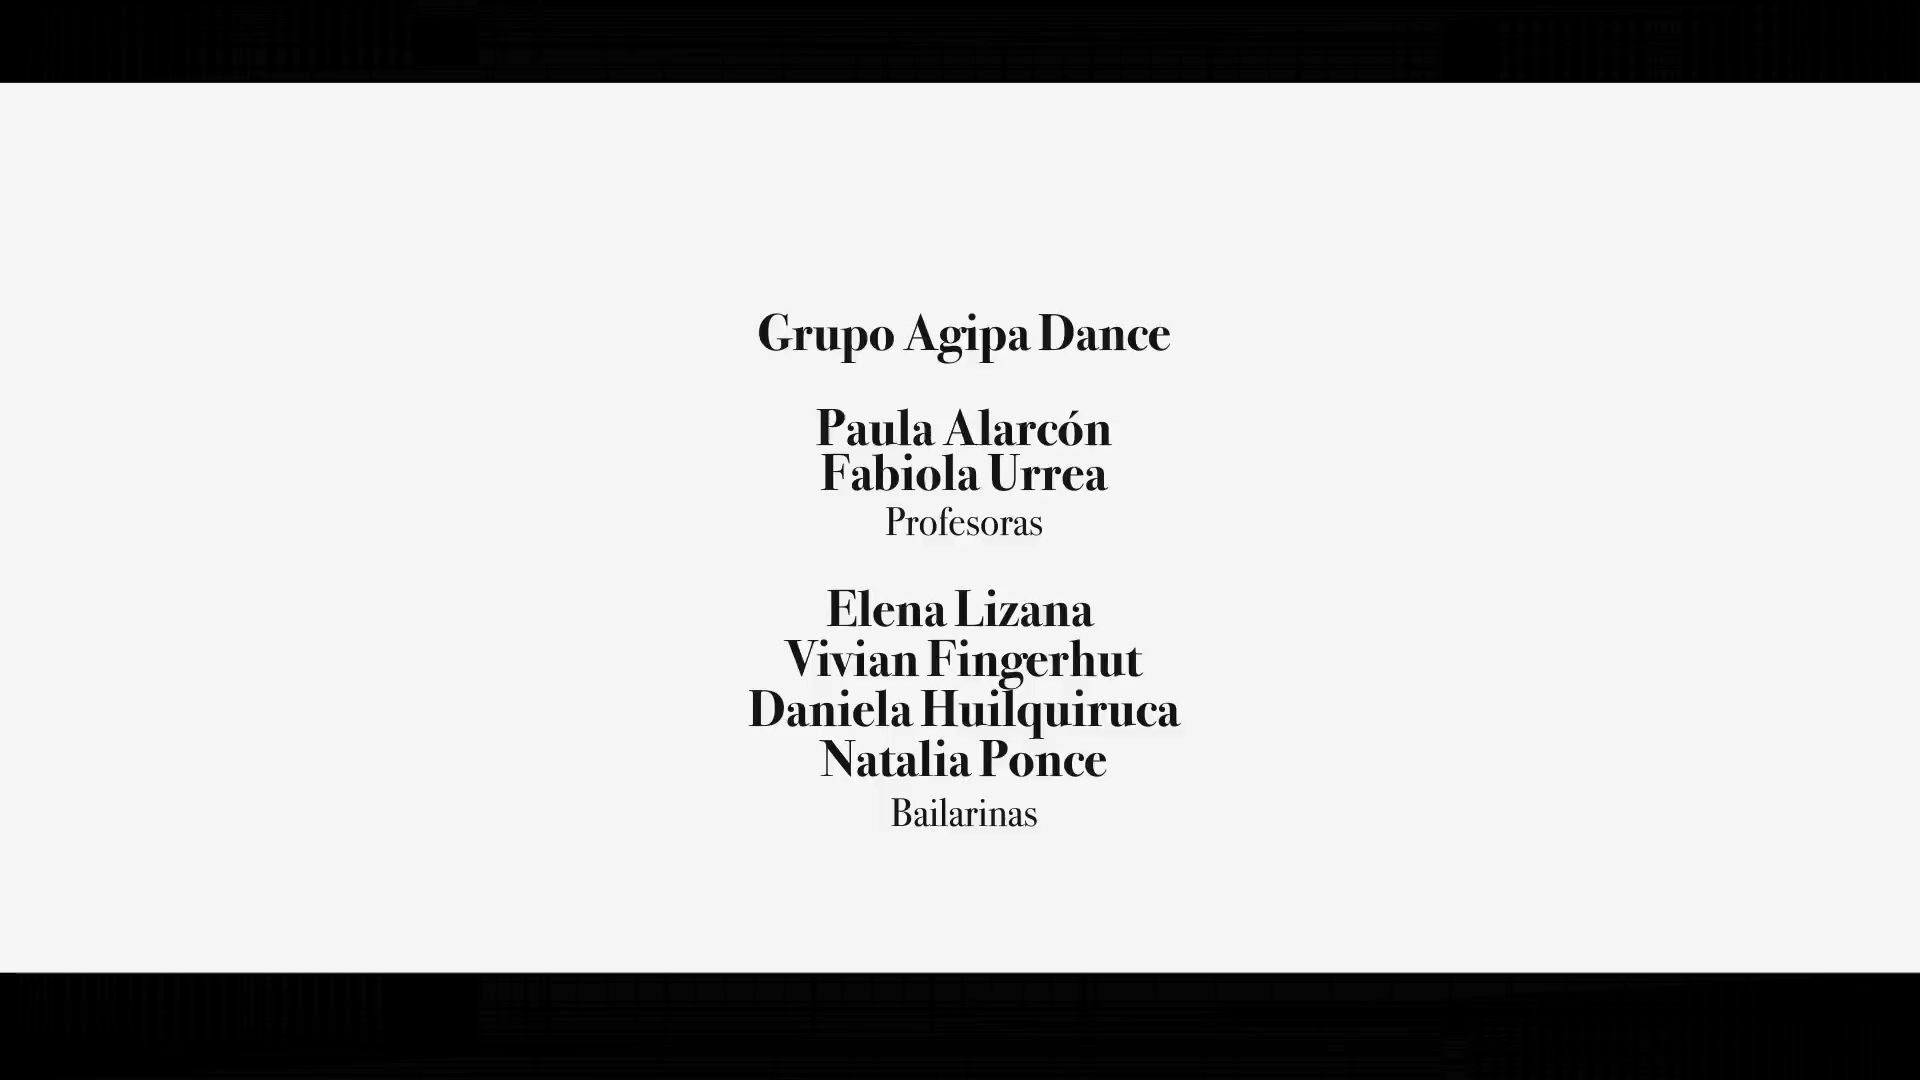 Grupo Agipa Dance
Paula Alarcón
Fabiola Urrea
Profesoras
Elena Lizana
Vivian Fingerhut
Daniela Huilquiruca
Natalia Ponce
Bailarinas